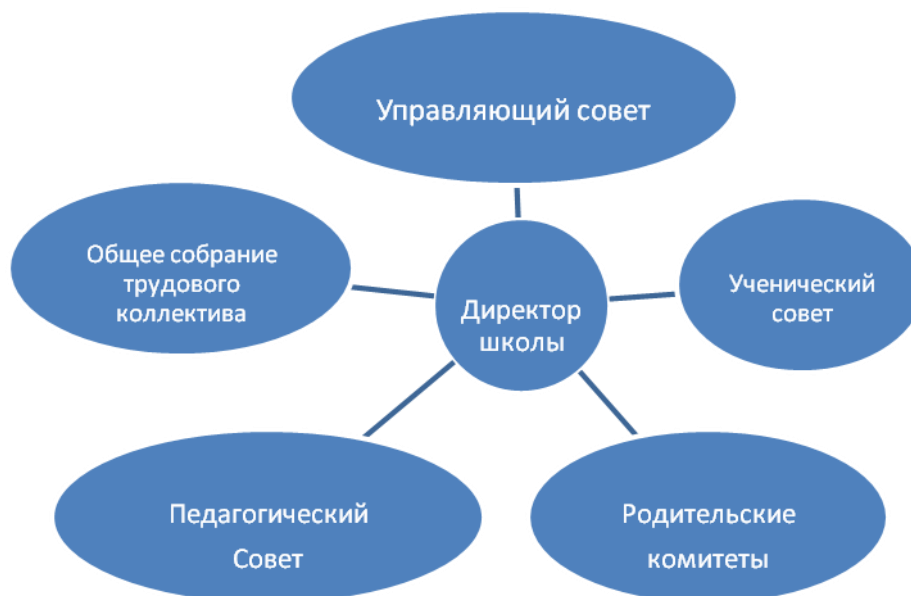 Управляющий совет
Общее собрание
трудового
коллектива
Директор
школы
Ученический
совет
Педагогический
Совет
Родительские
комитеты